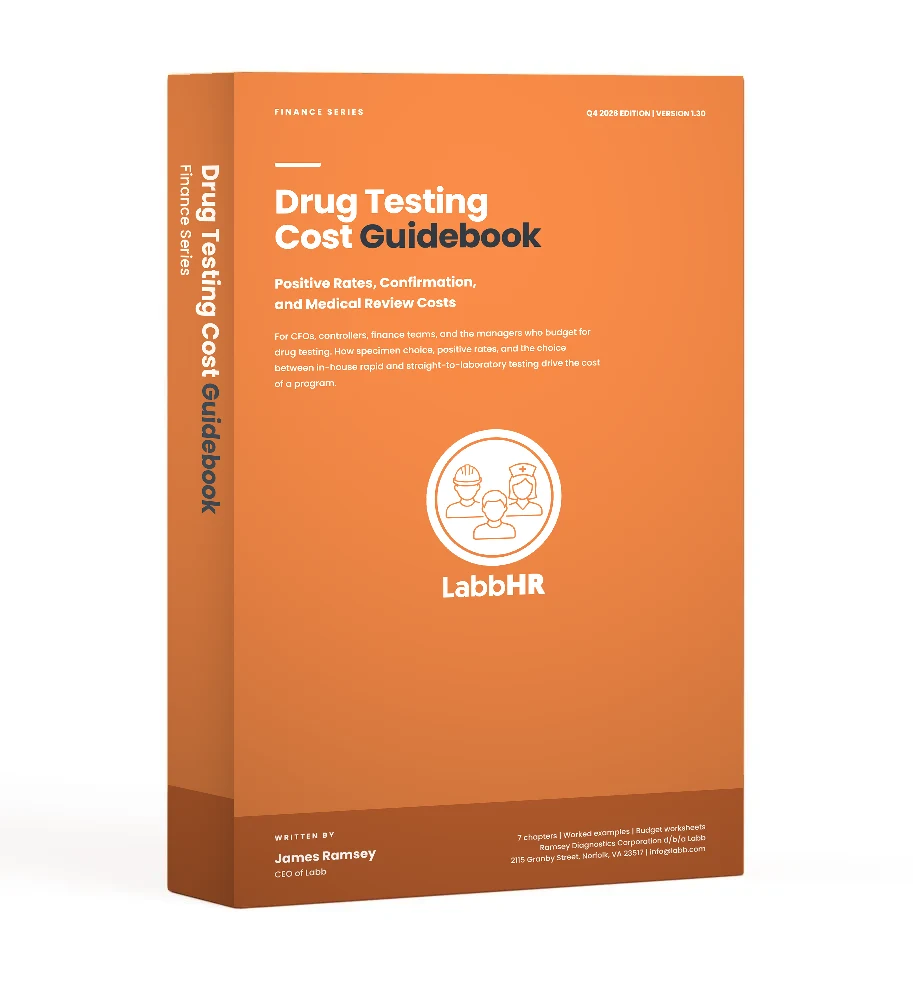 FINANCE SERIES
Q4 2026 EDITION | VERSION 1.30
Drug Testing
Cost Guidebook
Positive Rates, Confirmation,
and Medical Review Costs
For CFOs, controllers, finance teams, and the managers who budget for
drug testing. How specimen choice, positive rates, and the choice
between in-house rapid and straight-to-laboratory testing drive the cost
of a program.
LabbHR
WRITTEN BY
James Ramsey
CEO of Labb
7 chapters | Worked examples | Budget worksheets
Ramsey Diagnostics Corporation d/b/a Labb
2115 Granby Street, Norfolk, VA 23517 | info@labb.com
Drug Testing Cost Guidebook
Finance Series